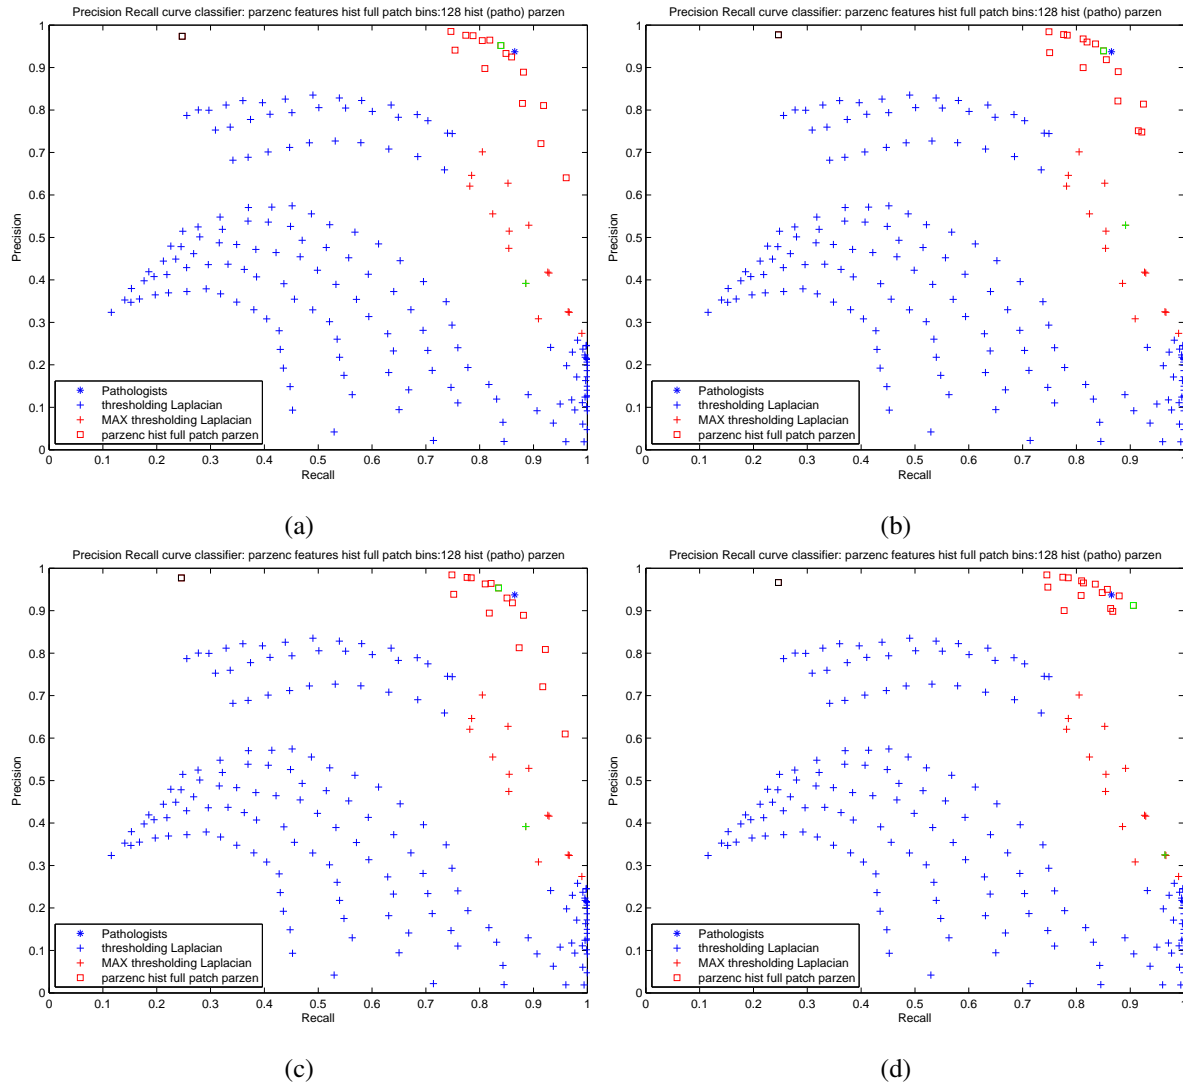 Precision Recall curve classifier: parzenc features hist full patch bins:128 hist (patho) parzen
1
0.9
0.8
0.7
0.6
0.5
0.4
0.3
0.2
0.1
0
Precision
Pathologists
thresholding Laplacian
MAX thresholding Laplacian
parzenc hist full patch parzen
0 0.1 0.2 0.3 0.4 0.5 0.6 0.7 0.8 0.9 1
Recall
(a)
Precision Recall curve classifier: parzenc features hist full patch bins:128 hist (patho) parzen
1
0.9
0.8
0.7
0.6
0.5
0.4
0.3
0.2
0.1
0
Precision
Pathologists
thresholding Laplacian
MAX thresholding Laplacian
parzenc hist full patch parzen
0 0.1 0.2 0.3 0.4 0.5 0.6 0.7 0.8 0.9 1
Recall
(b)
Precision Recall curve classifier: parzenc features hist full patch bins:128 hist (patho) parzen
1
0.9
0.8
0.7
0.6
0.5
0.4
0.3
0.2
0.1
0
Precision
Pathologists
thresholding Laplacian
MAX thresholding Laplacian
parzenc hist full patch parzen
0 0.1 0.2 0.3 0.4 0.5 0.6 0.7 0.8 0.9 1
Recall
(c)
Precision Recall curve classifier: parzenc features hist full patch bins:128 hist (patho) parzen
1
0.9
0.8
0.7
0.6
0.5
0.4
0.3
0.2
0.1
0
Precision
Pathologists
thresholding Laplacian
MAX thresholding Laplacian
parzenc hist full patch parzen
0 0.1 0.2 0.3 0.4 0.5 0.6 0.7 0.8 0.9 1
Recall
(d)